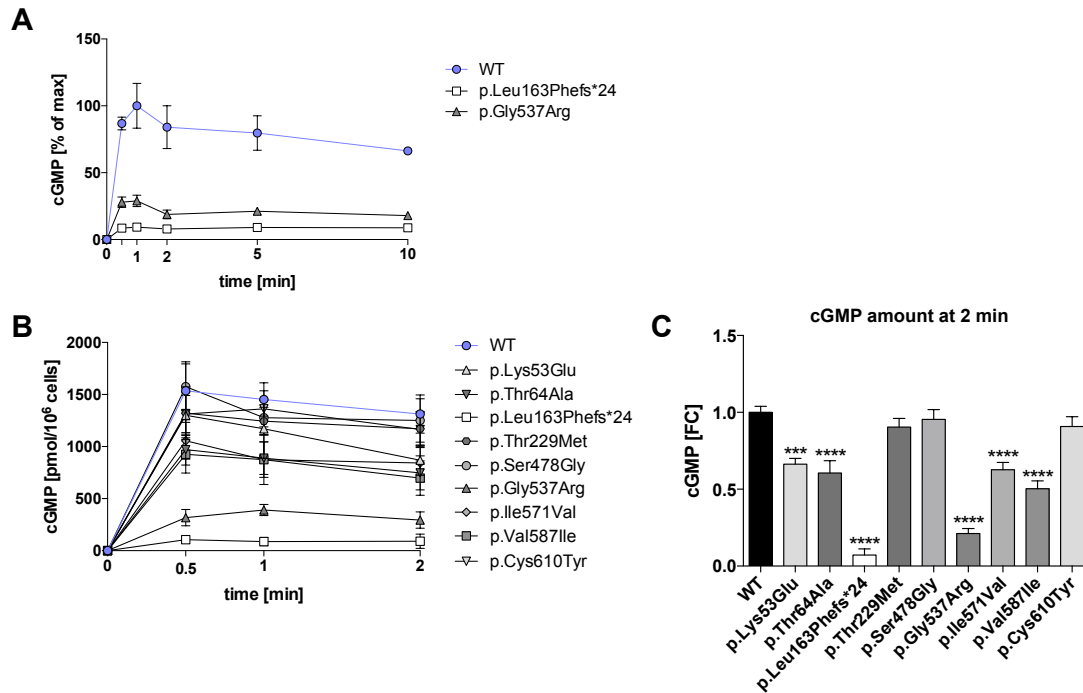 A
cGMP [% of max]
150
100
50
0
0
1
2
5
10
time [min]
WT
p.Leu163Phefs*24
p.Gly537Arg
B
cGMP [pmol/10⁶ cells]
2000
1500
1000
500
0
0
0.5
1
2
time [min]
WT
p.Lys53Glu
p.Thr64Ala
p.Leu163Phefs*24
p.Thr229Met
p.Ser478Gly
p.Gly537Arg
p.Ile571Val
p.Val587Ile
p.Cys610Tyr
C
cGMP amount at 2 min
cGMP [FC]
1.5
1.0
0.5
0.0
***
****
****
****
****
****
WT
p.Lys53Glu
p.Thr64Ala
p.Leu163Phefs*24
p.Thr229Met
p.Ser478Gly
p.Gly537Arg
p.Ile571Val
p.Val587Ile
p.Cys610Tyr